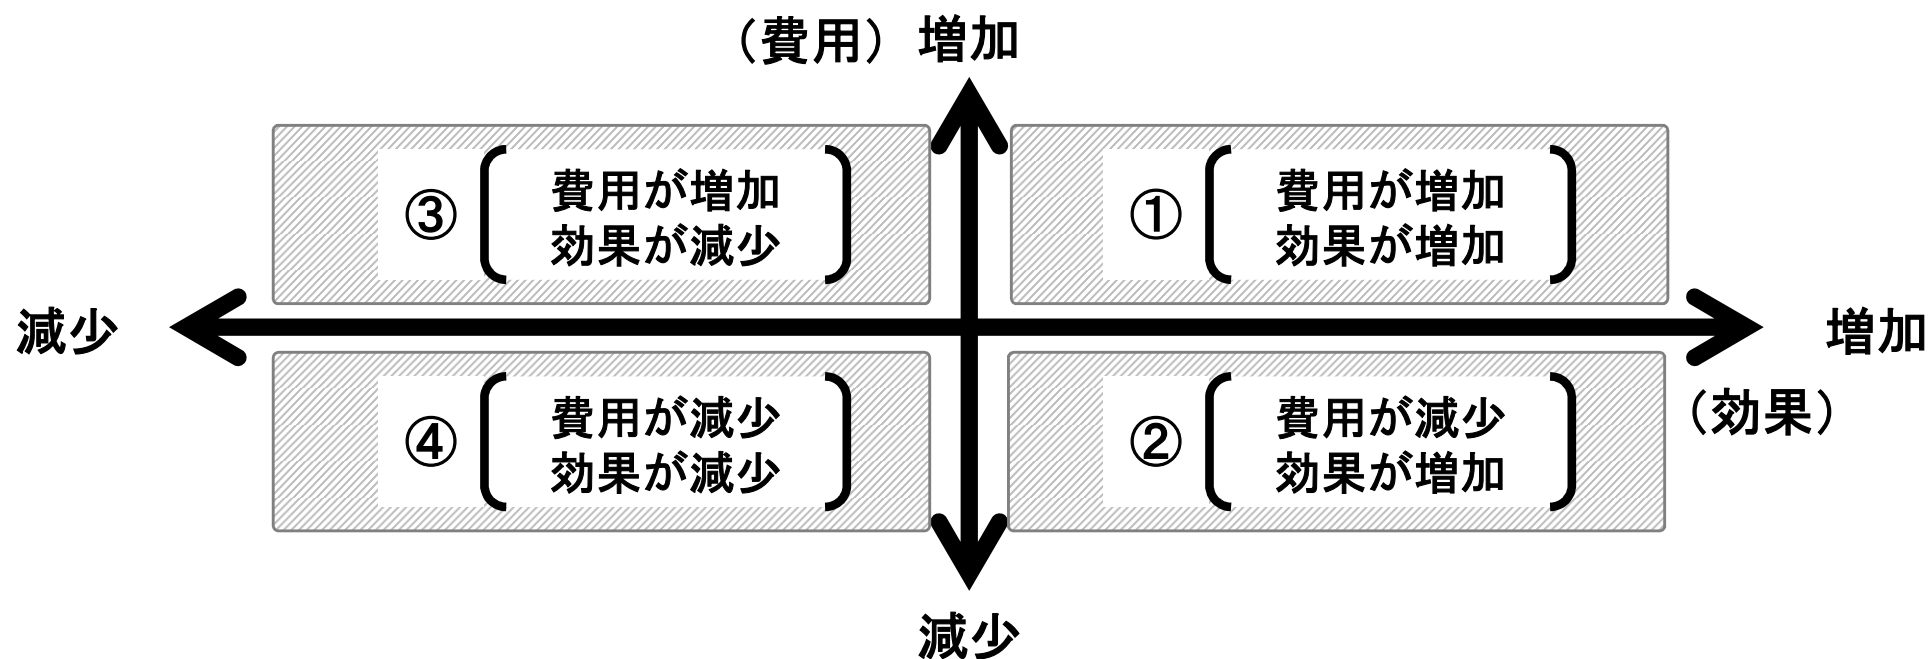 （費用）増加
③ 費用が増加
効果が減少
① 費用が増加
効果が増加
減少
増加
（効果）
④ 費用が減少
効果が減少
② 費用が減少
効果が増加
減少